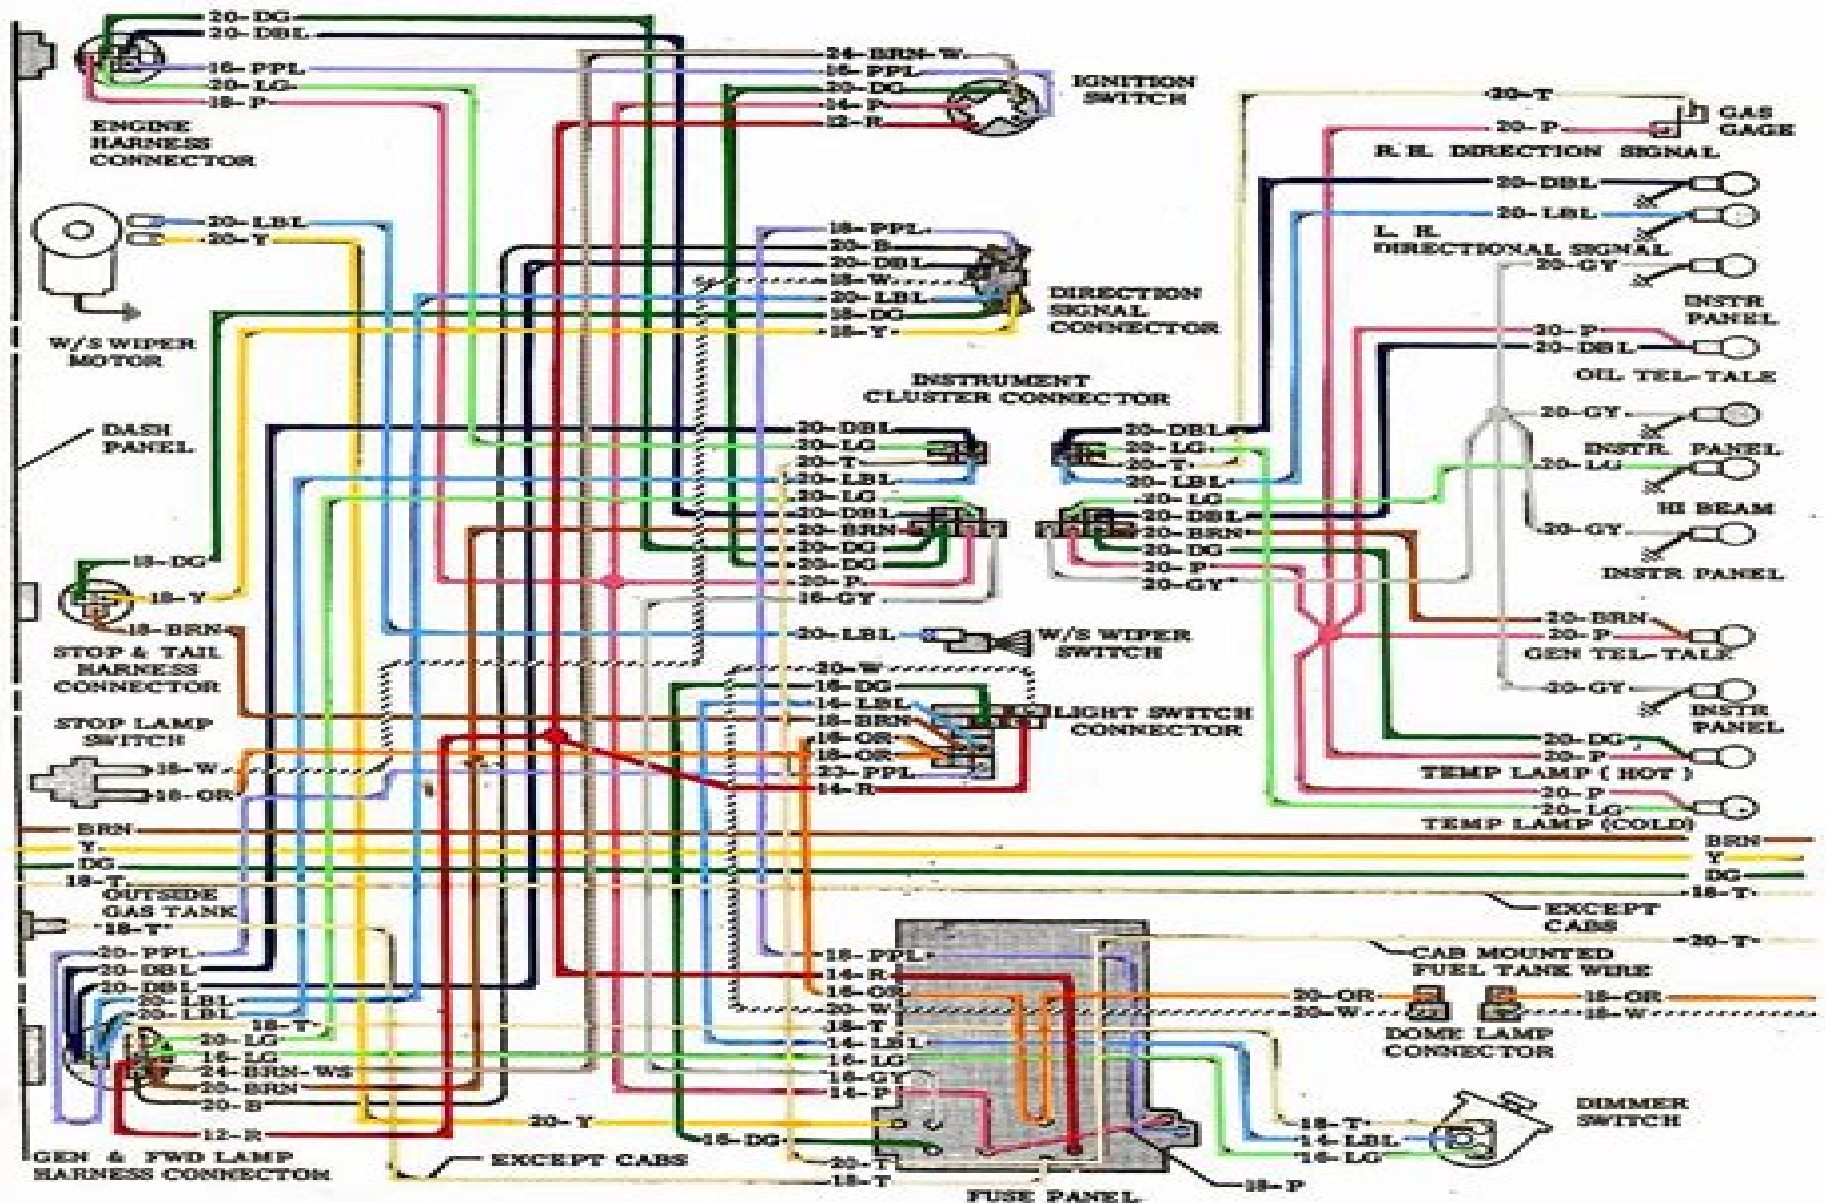 20-DG
20-DBL
16-PPL
20-LG
18-P
ENGINE
HARNESS
CONNECTOR
24-BRN-W
16-PPL
20-DG
14-P
12-R
IGNITION
SWITCH
20-T
GAS
GAGE
20-P
R.H. DIRECTION SIGNAL
20-DBL
20-LBL
L. H.
DIRECTIONAL SIGNAL
20-GY
INSTR
PANEL
20-P
20-DBL
OIL TEL-TALE
20-GY
INSTR. PANEL
20-LG
HI BEAM
20-GY
INSTR PANEL
20-BRN
20-P
GEN TEL-TALE
20-GY
INSTR
PANEL
20-DG
20-P
TEMP LAMP (HOT)
20-P
20-LG
TEMP LAMP (COLD)
20-LBL
20-Y
W/S WIPER
MOTOR
18-PPL
20-B
20-DBL
18-W
20-LBL
18-DG
18-Y
DIRECTION
SIGNAL
CONNECTOR
INSTRUMENT
CLUSTER CONNECTOR
DASH
PANEL
20-DBL
20-LG
20-T
20-LBL
20-LG
20-DBL
20-BRN
20-DG
20-DG
20-P
16-GY
20-DBL
20-LG
20-T
20-LBL
20-LG
20-DBL
20-BRN
20-DG
20-P
20-GY
18-DG
18-Y
18-BRN
STOP & TAIL
HARNESS
CONNECTOR
20-LBL
W/S WIPER
SWITCH
20-W
16-DG
14-LBL
18-BRN
16-OR
18-OR
20-PPL
14-R
LIGHT SWITCH
CONNECTOR
STOP LAMP
SWITCH
18-W
18-OR
BRN
Y
DG
18-T
BRN
Y
DG
18-T
OUTSIDE
GAS TANK
18-T
EXCEPT
CABS
CAB MOUNTED
FUEL TANK WIRE
20-T
20-PPL
20-DBL
20-DBL
20-LBL
20-LBL
18-T
20-LG
16-LG
24-BRN-WS
20-BRN
20-B
12-R
GEN & FWD LAMP
HARNESS CONNECTOR
20-Y
EXCEPT CABS
16-DG
18-PPL
14-R
16-OR
20-W
18-T
14-LBL
16-LG
16-GY
14-P
20-T
18-T
FUSE PANEL
18-P
20-OR
20-W
18-OR
18-W
DOME LAMP
CONNECTOR
18-T
14-LBL
16-LG
DIMMER
SWITCH